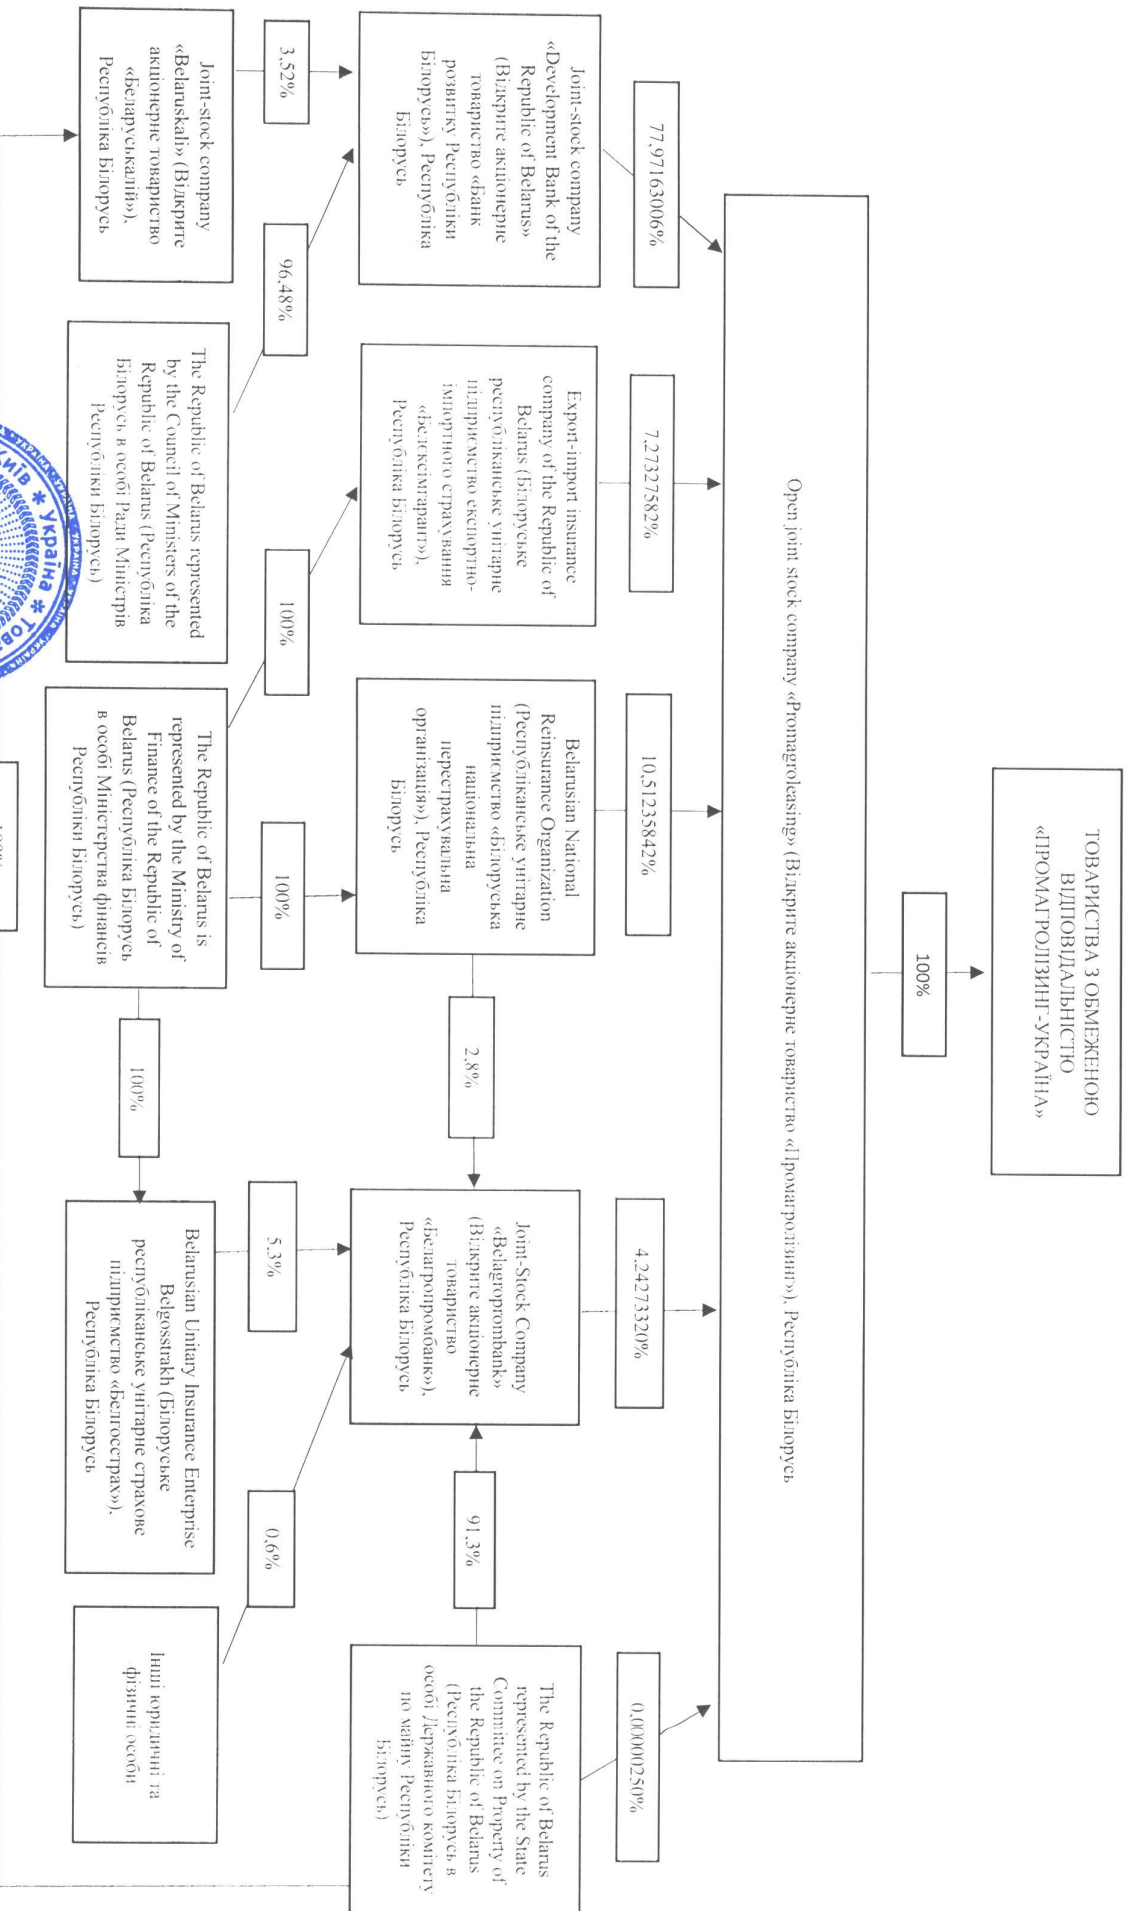 ТОВАРИСТВА З ОБМЕЖЕНОЮ
ВІДПОВІДАЛЬНІСТЮ
«ПРОМАГРОЛІЗИНГ-УКРАЇНА»
100%
Open joint stock company «Promagroleasing» (Відкрите акціонерне товариство «Промагролізинг»), Республіка Білорусь
77,97163006%
7,27327582%
10,51235842%
4,24273320%
0,00000250%
Joint-stock company
«Development Bank of the
Republic of Belarus»
(Відкрите акціонерне
товариство «Банк
розвитку Республіки
Білорусь»), Республіка
Білорусь
Export-import insurance
company of the Republic of
Belarus (Білоруське
республіканське унітарне
підприємство експортно-
імпортного страхування
«Белексімгарант»),
Республіка Білорусь
Belarusian National
Reinsurance Organization
(Республіканське унітарне
підприємство «Білоруська
національна
перестрахувальна
організація»), Республіка
Білорусь
2,8%
Joint-Stock Company
«Belagroprombank»
(Відкрите акціонерне
товариство
«Белагропромбанк»),
Республіка Білорусь
91,3%
The Republic of Belarus
represented by the State
Committee on Property of
the Republic of Belarus
(Республіка Білорусь в
особі Державного комітету
по майну Республіки
Білорусь)
3,52%
96,48%
100%
100%
5,3%
0,6%
Joint-stock company
«Belaruskali» (Відкрите
акціонерне товариство
«Беларуськалій»),
Республіка Білорусь
The Republic of Belarus represented
by the Council of Ministers of the
Republic of Belarus (Республіка
Білорусь в особі Ради Міністрів
Республіки Білорусь)
The Republic of Belarus is
represented by the Ministry of
Finance of the Republic of
Belarus (Республіка Білорусь
в особі Міністерства фінансів
Республіки Білорусь)
100%
Belarusian Unitary Insurance Enterprise
Belgosstrakh (Білоруське
республіканське унітарне страхове
підприємство «Белгосстрах»),
Республіка Білорусь
Інші юридичні та
фізичні особи
Київ * Україна *